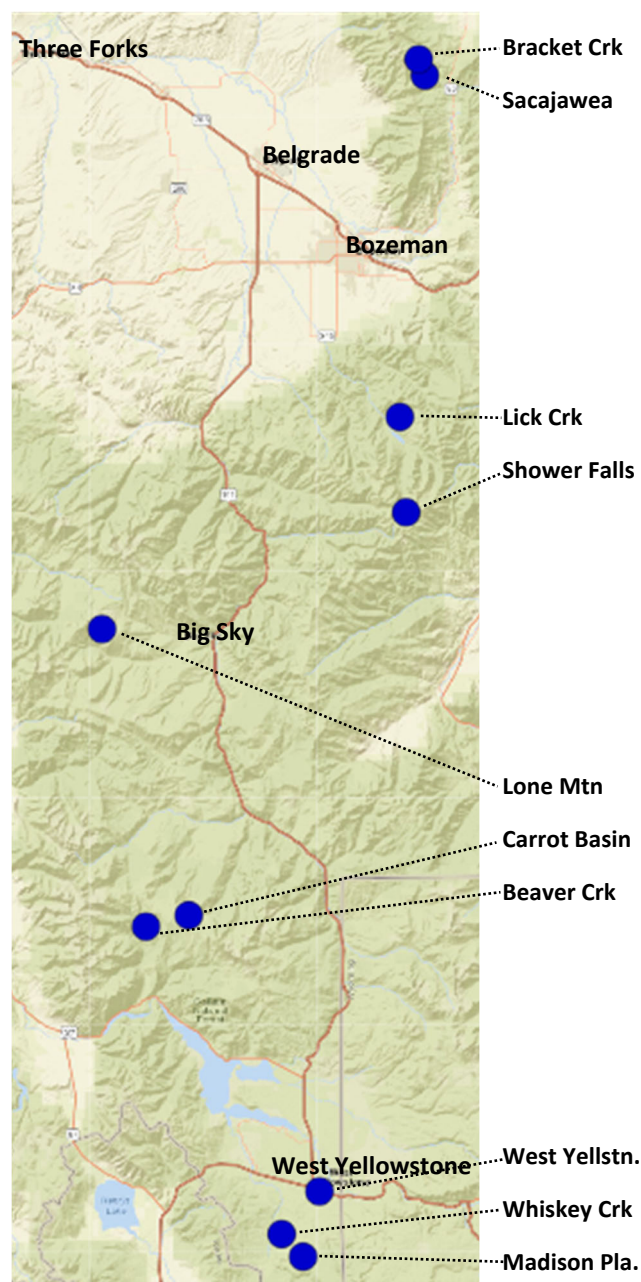 Three Forks
Bracket Crk
Sacajawea
Belgrade
Bozeman
Lick Crk
Shower Falls
Big Sky
Lone Mtn
Carrot Basin
Beaver Crk
West Yellstn.
West Yellowstone
Whiskey Crk
Madison Pla.